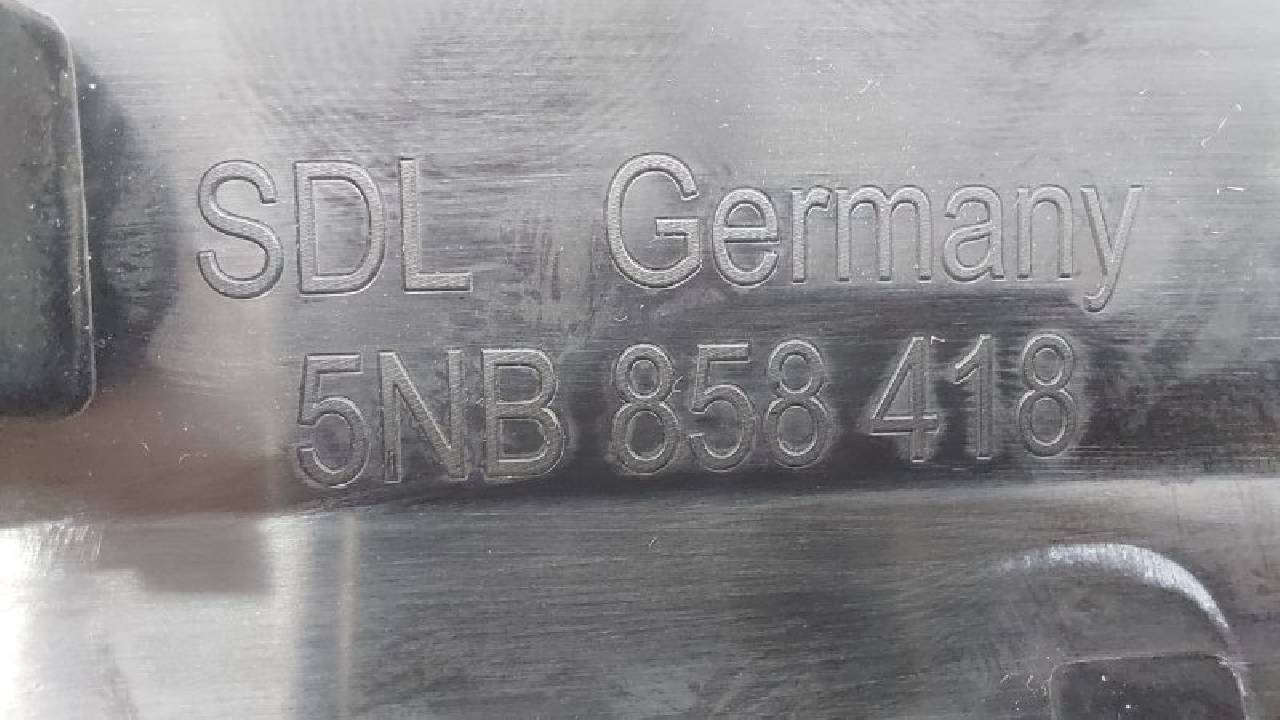 SDL Germany
5NB 858 418